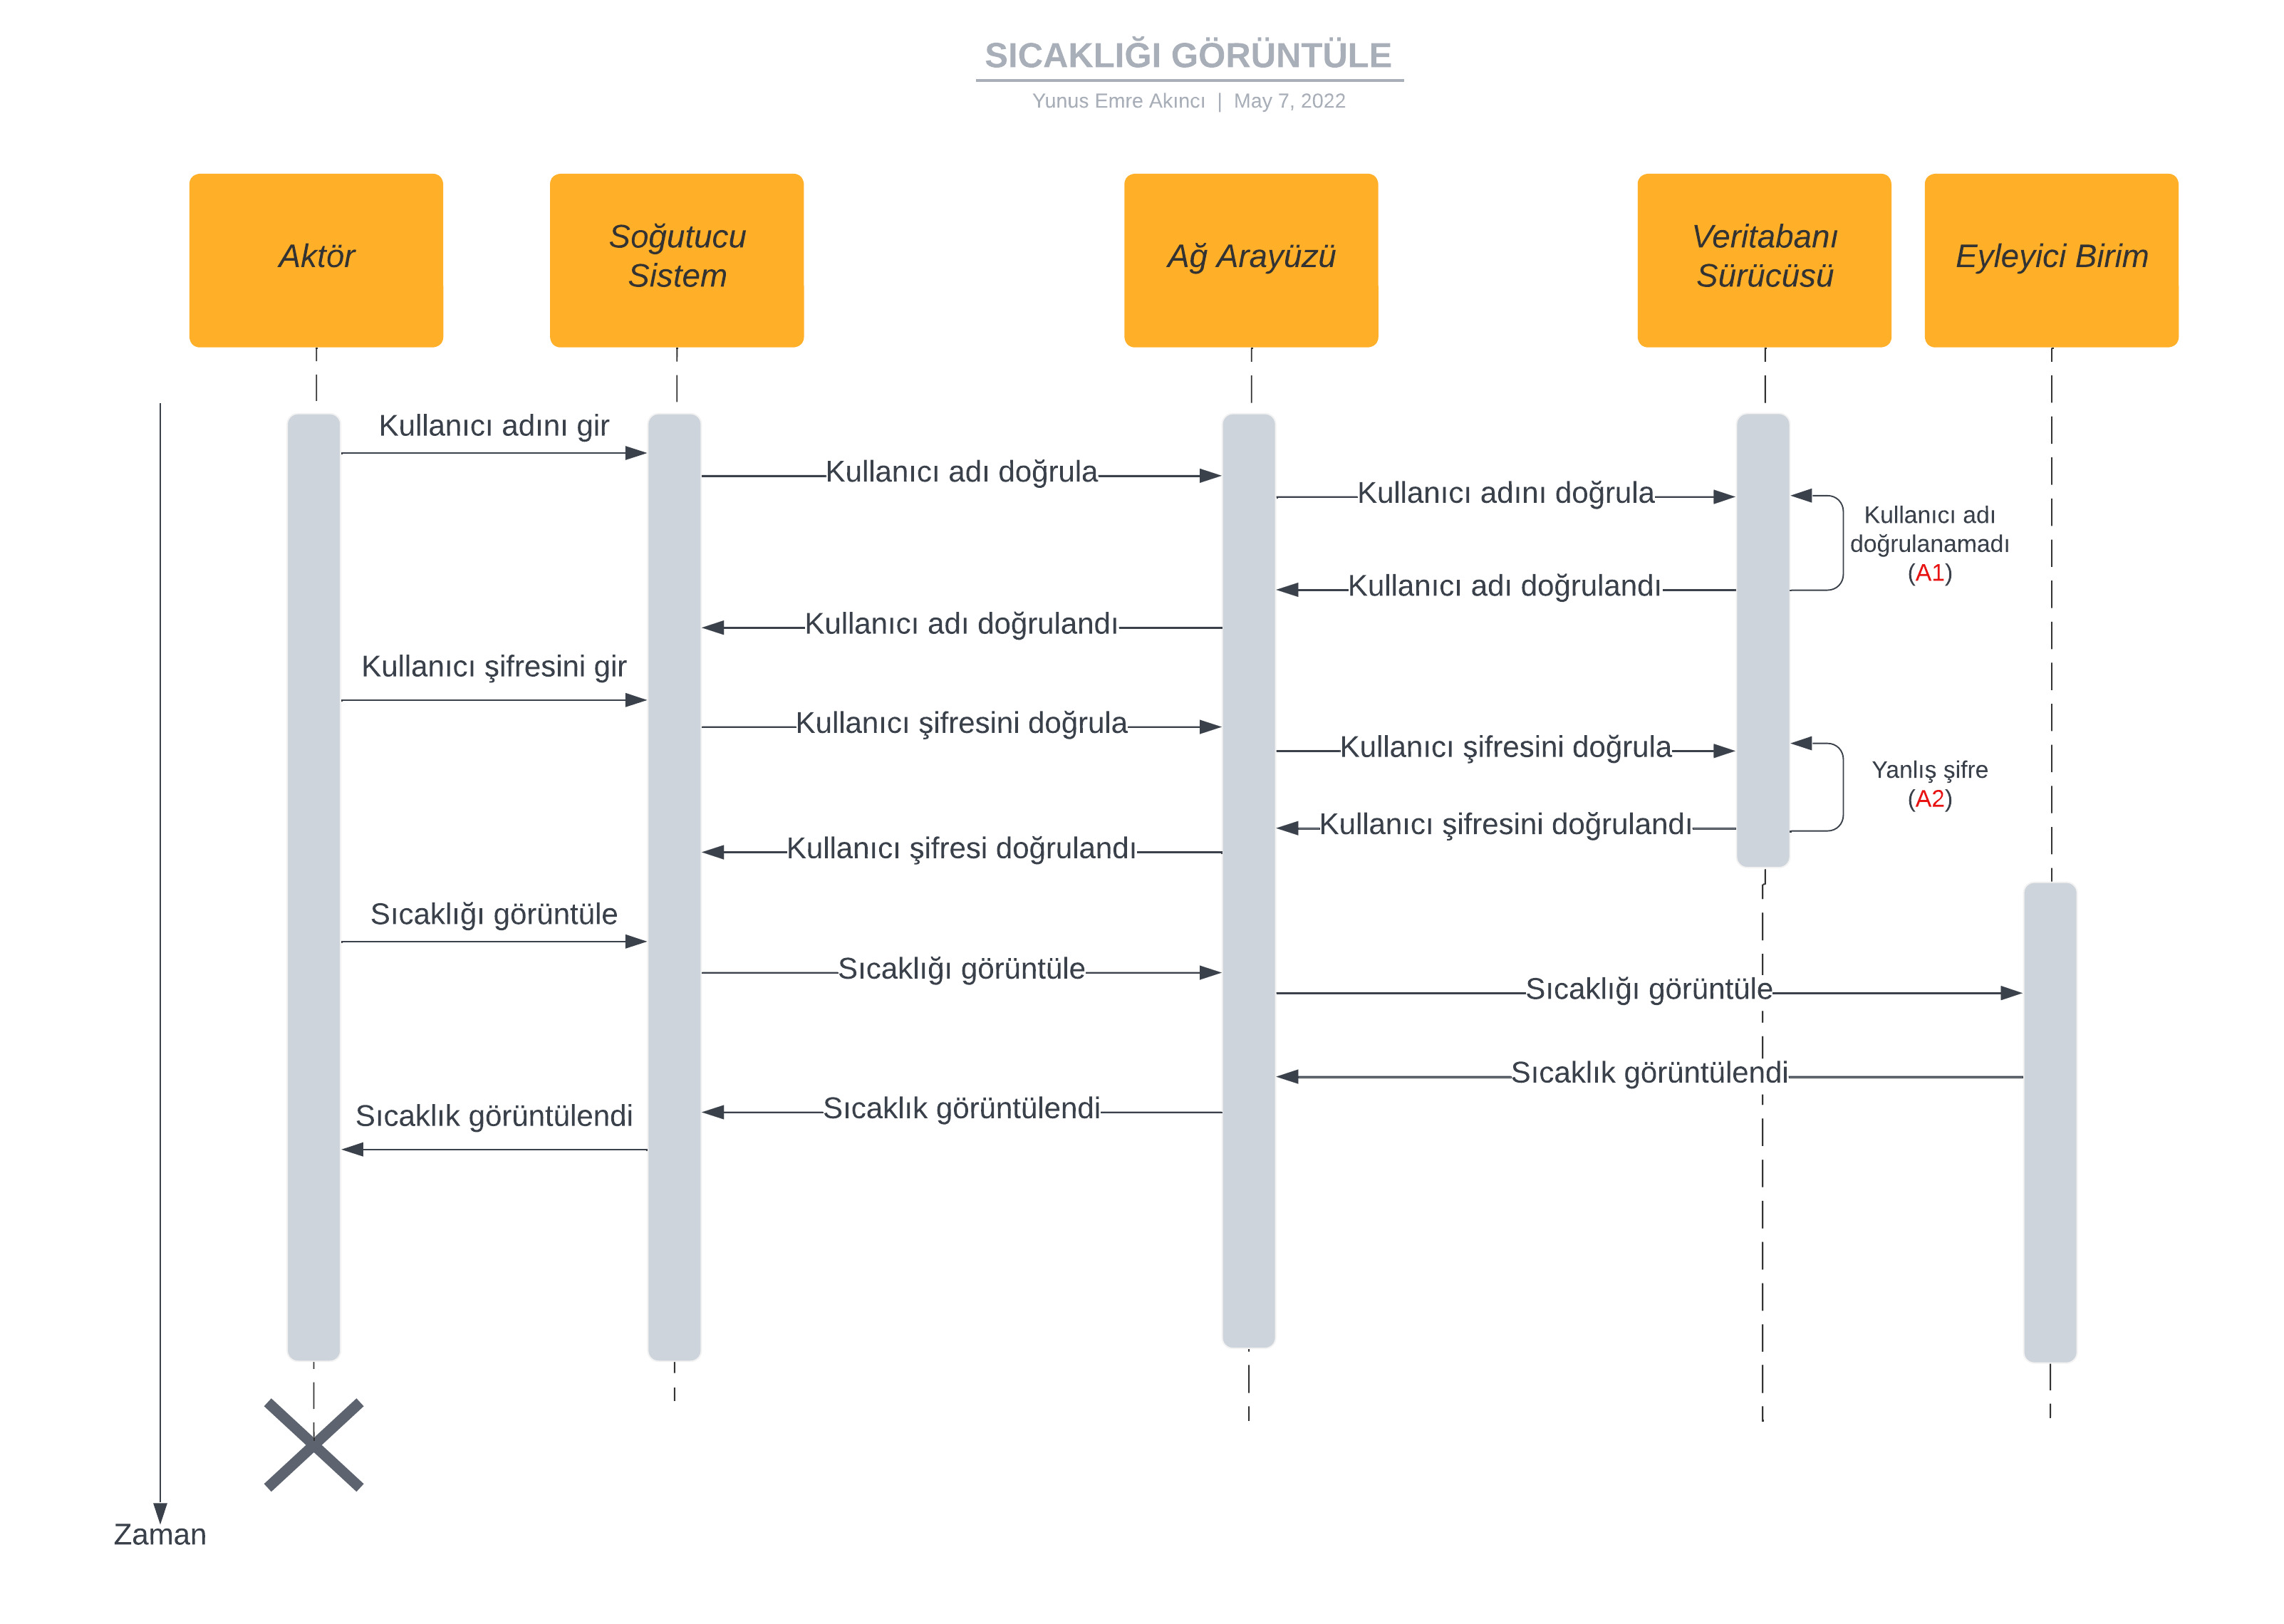 SICAKLIĞI GÖRÜNTÜLE
Yunus Emre Akıncı | May 7, 2022
Aktör
Soğutucu
Sistem
Ağ Arayüzü
Veritabanı
Sürücüsü
Eyleyici Birim
Kullanıcı adını gir
Kullanıcı adı doğrula
Kullanıcı adını doğrula
Kullanıcı adı
doğrulanamadı
(A1)
Kullanıcı adı doğrulandı
Kullanıcı adı doğrulandı
Kullanıcı şifresini gir
Kullanıcı şifresini doğrula
Kullanıcı şifresini doğrula
Yanlış şifre
(A2)
Kullanıcı şifresini doğrulandı
Kullanıcı şifresi doğrulandı
Sıcaklığı görüntüle
Sıcaklığı görüntüle
Sıcaklığı görüntüle
Sıcaklık görüntülendi
Sıcaklık görüntülendi
Sıcaklık görüntülendi
Zaman